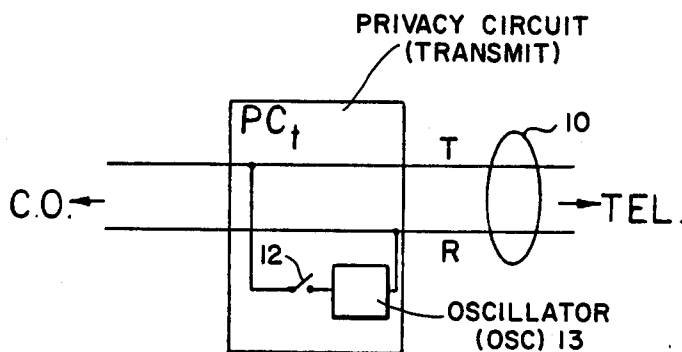 PRIVACY CIRCUIT
(TRANSMIT)
PCt
T
10
C.O.
TEL.
R
12
OSCILLATOR
(OSC) 13